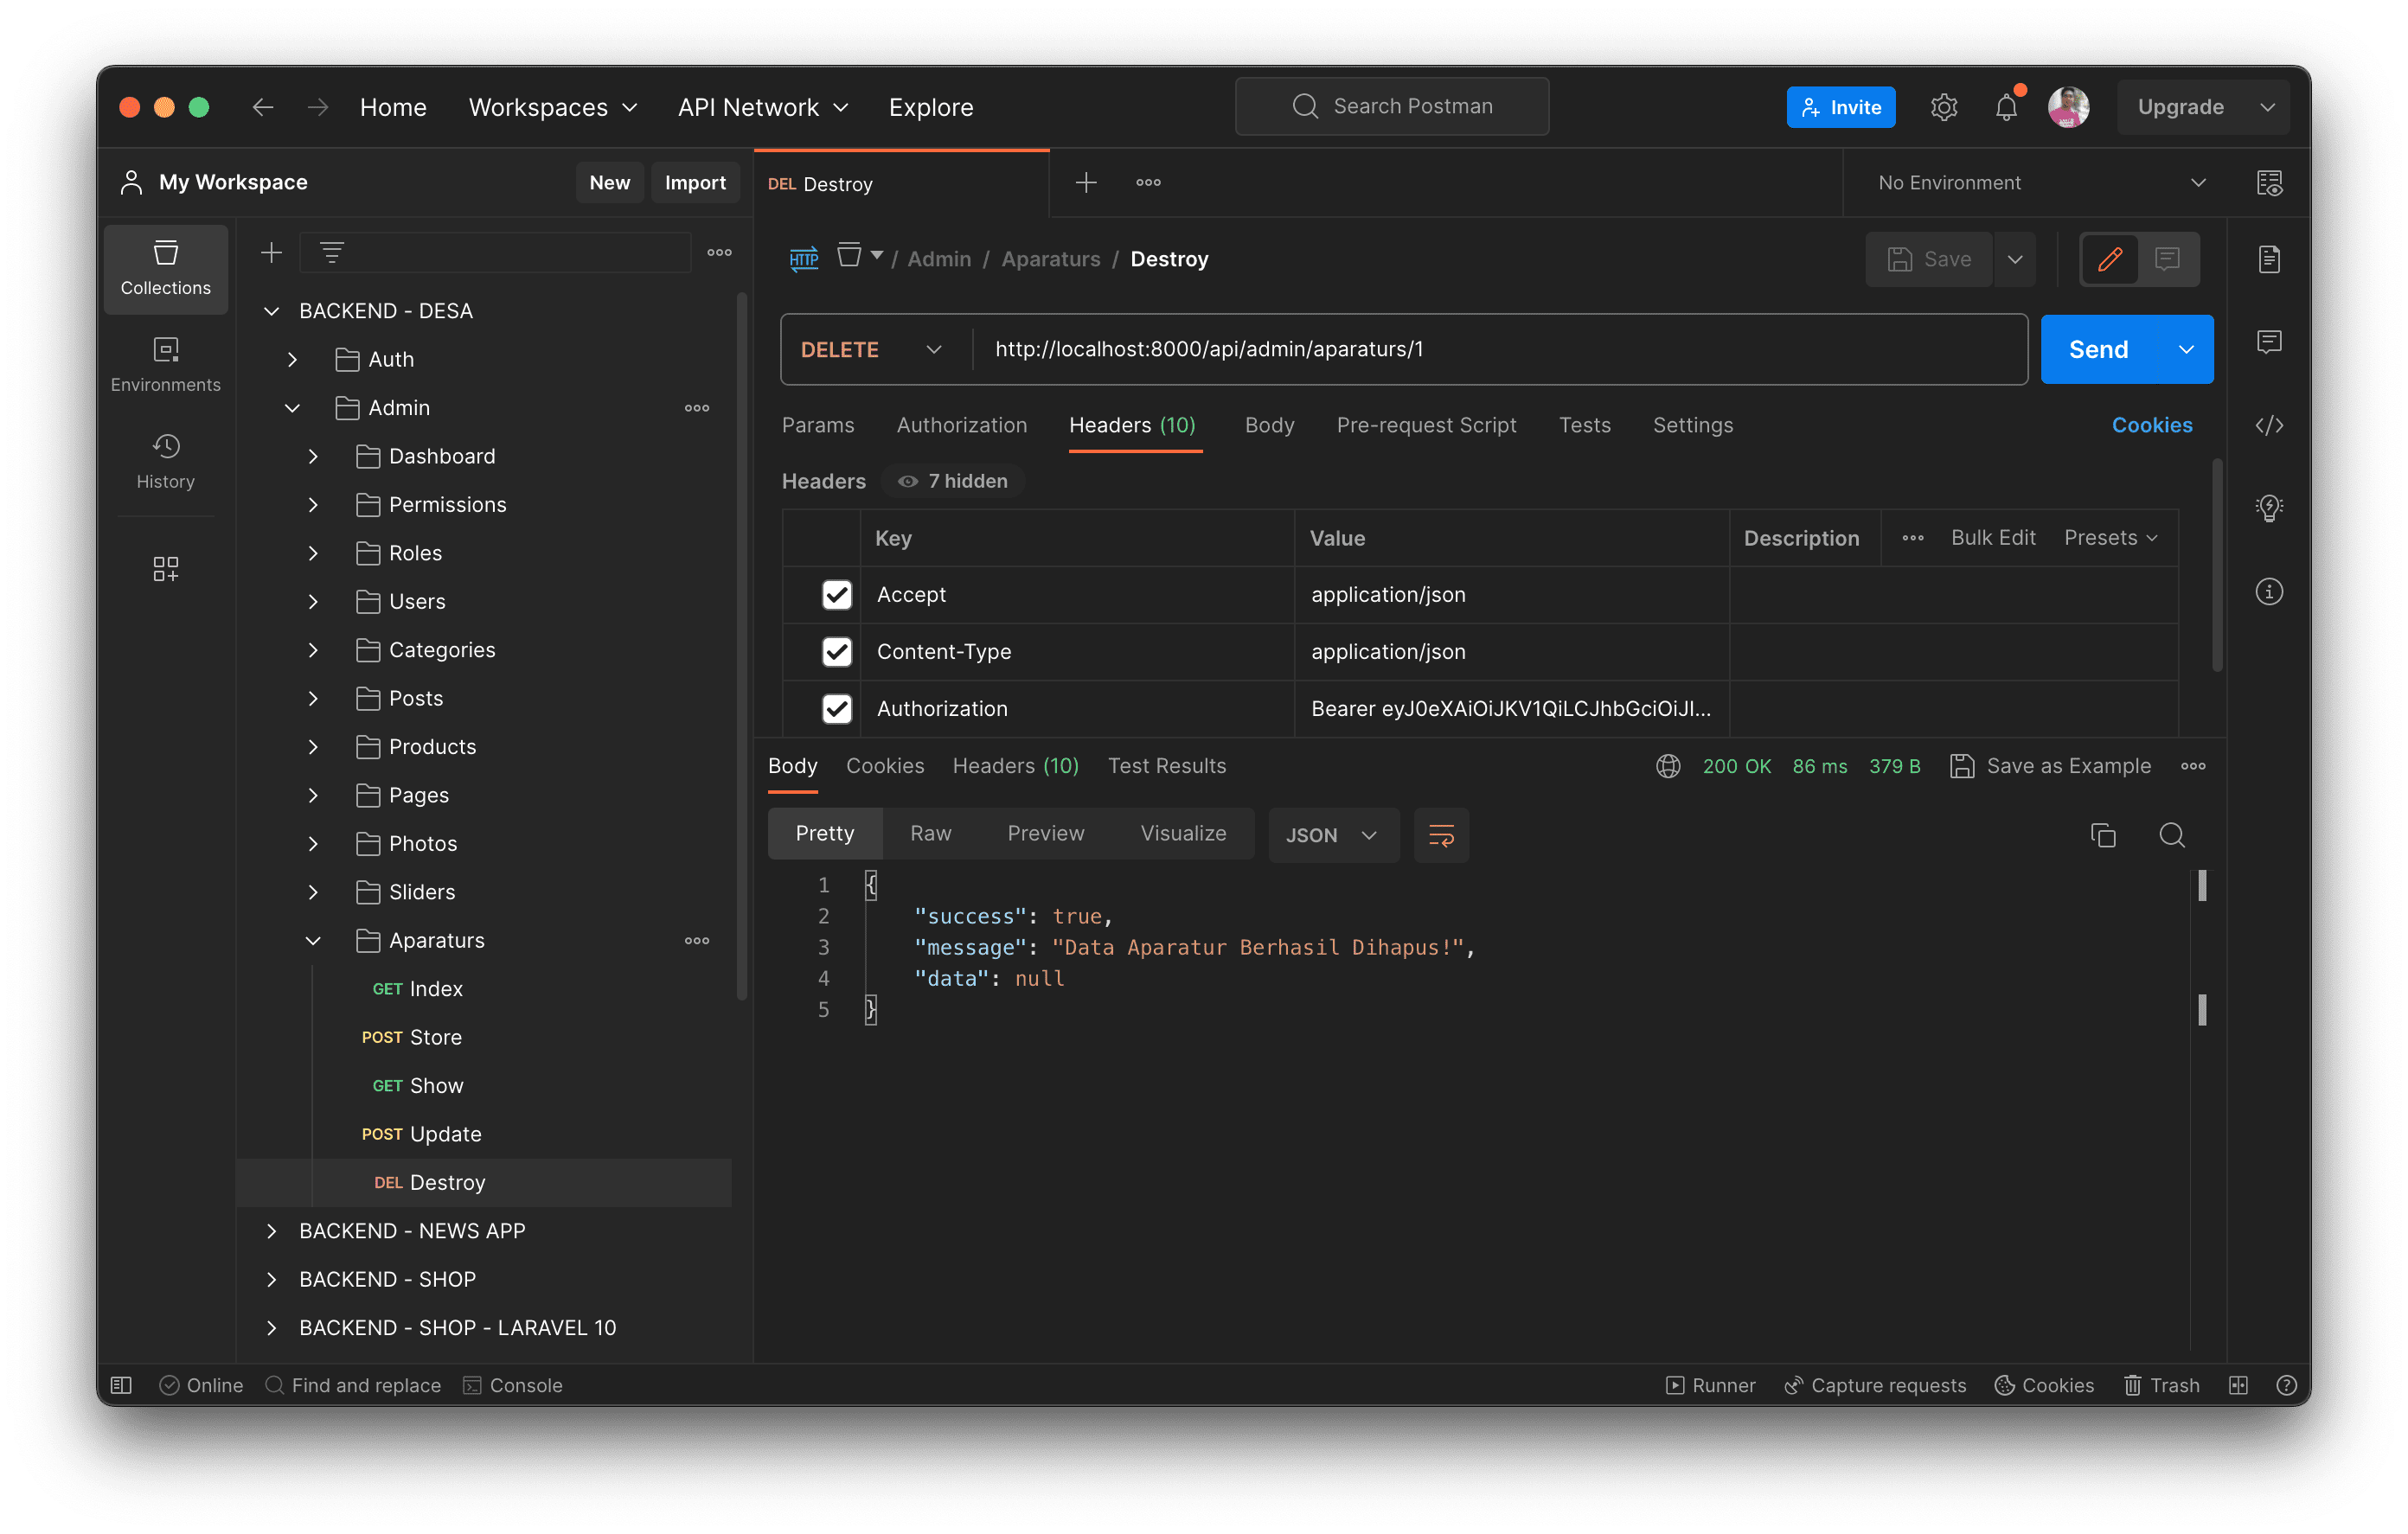 Home Workspaces API Network Explore Search Postman Invite Upgrade
My Workspace New Import
DEL Destroy
No Environment
Collections
Environments
History
BACKEND - DESA
Auth
Admin
Dashboard
Permissions
Roles
Users
Categories
Posts
Products
Pages
Photos
Sliders
Aparaturs
GET Index
POST Store
GET Show
POST Update
DEL Destroy
BACKEND - NEWS APP
BACKEND - SHOP
BACKEND - SHOP - LARAVEL 10
HTTP / Admin / Aparaturs / Destroy
Save
DELETE http://localhost:8000/api/admin/aparaturs/1 Send
Params Authorization Headers (10) Body Pre-request Script Tests Settings Cookies
Headers 7 hidden
Key Value Description Bulk Edit Presets
Accept application/json
Content-Type application/json
Authorization Bearer eyJ0eXAiOiJKV1QiLCJhbGciOiJI...
Body Cookies Headers (10) Test Results 200 OK 86 ms 379 B Save as Example
Pretty Raw Preview Visualize JSON
1 {
2 "success": true,
3 "message": "Data Aparatur Berhasil Dihapus!",
4 "data": null
5 }
Online Find and replace Console Runner Capture requests Cookies Trash